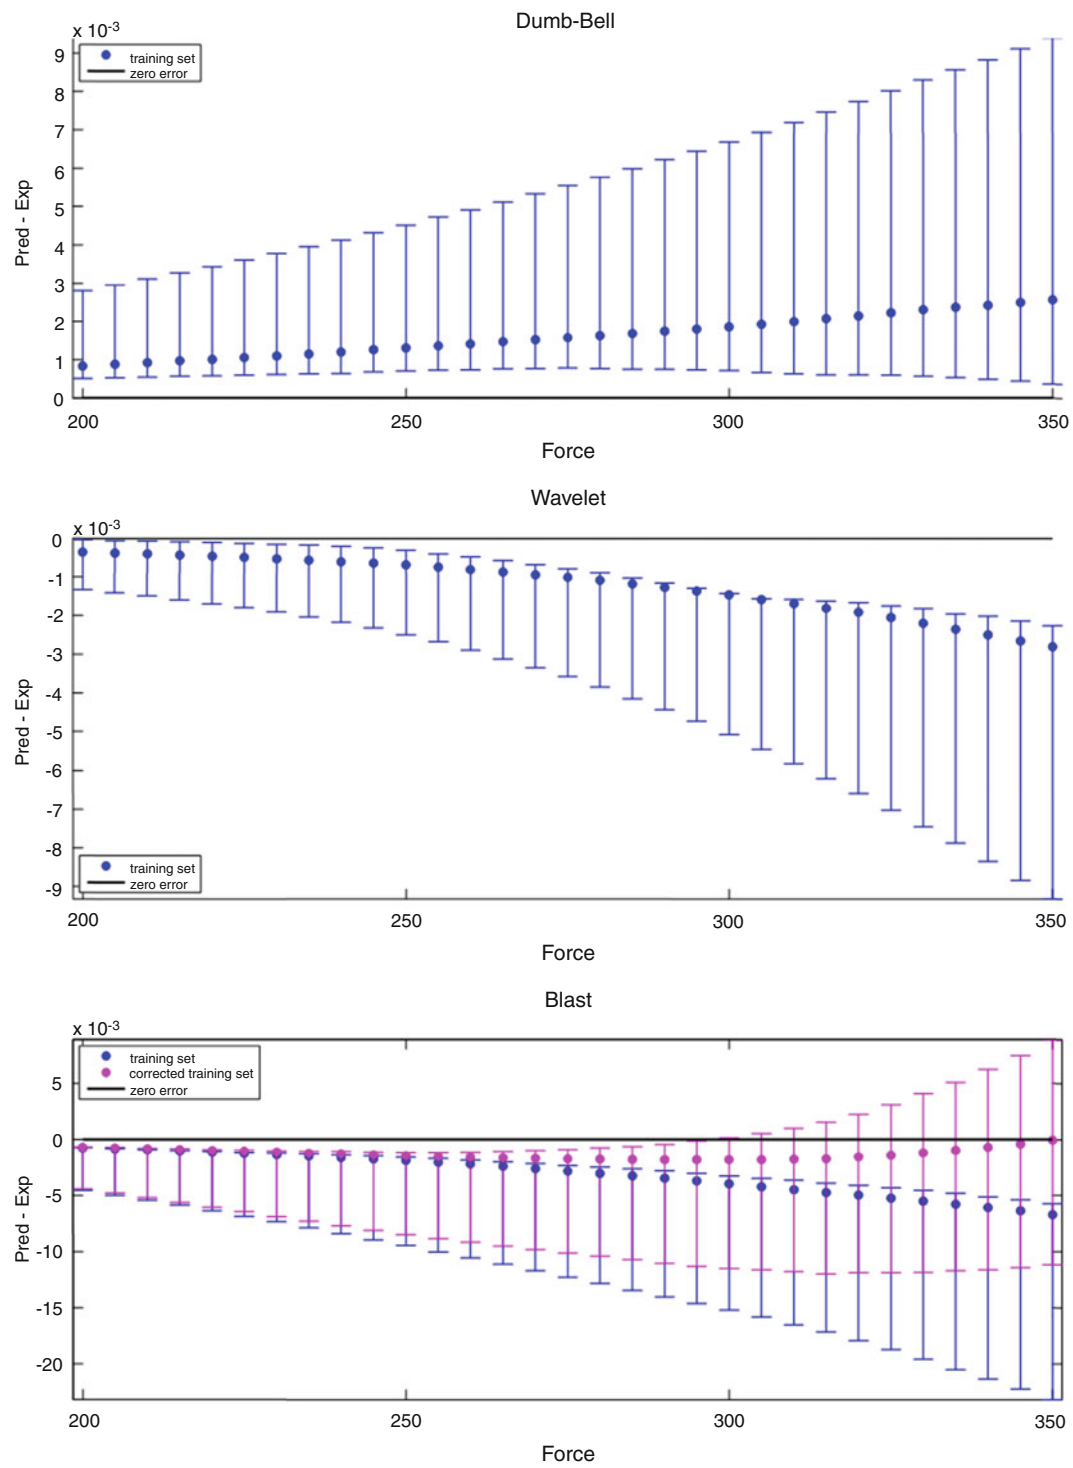 Dumb-Bell
x 10-3
training set
zero error
9
8
7
6
5
4
3
2
1
0
Pred - Exp
200 250 300 350
Force
Wavelet
x 10-3
0
-1
-2
-3
-4
-5
-6
-7
-8
-9
Pred - Exp
training set
zero error
200 250 300 350
Force
Blast
x 10-3
training set
corrected training set
zero error
5
0
-5
-10
-15
-20
Pred - Exp
200 250 300 350
Force